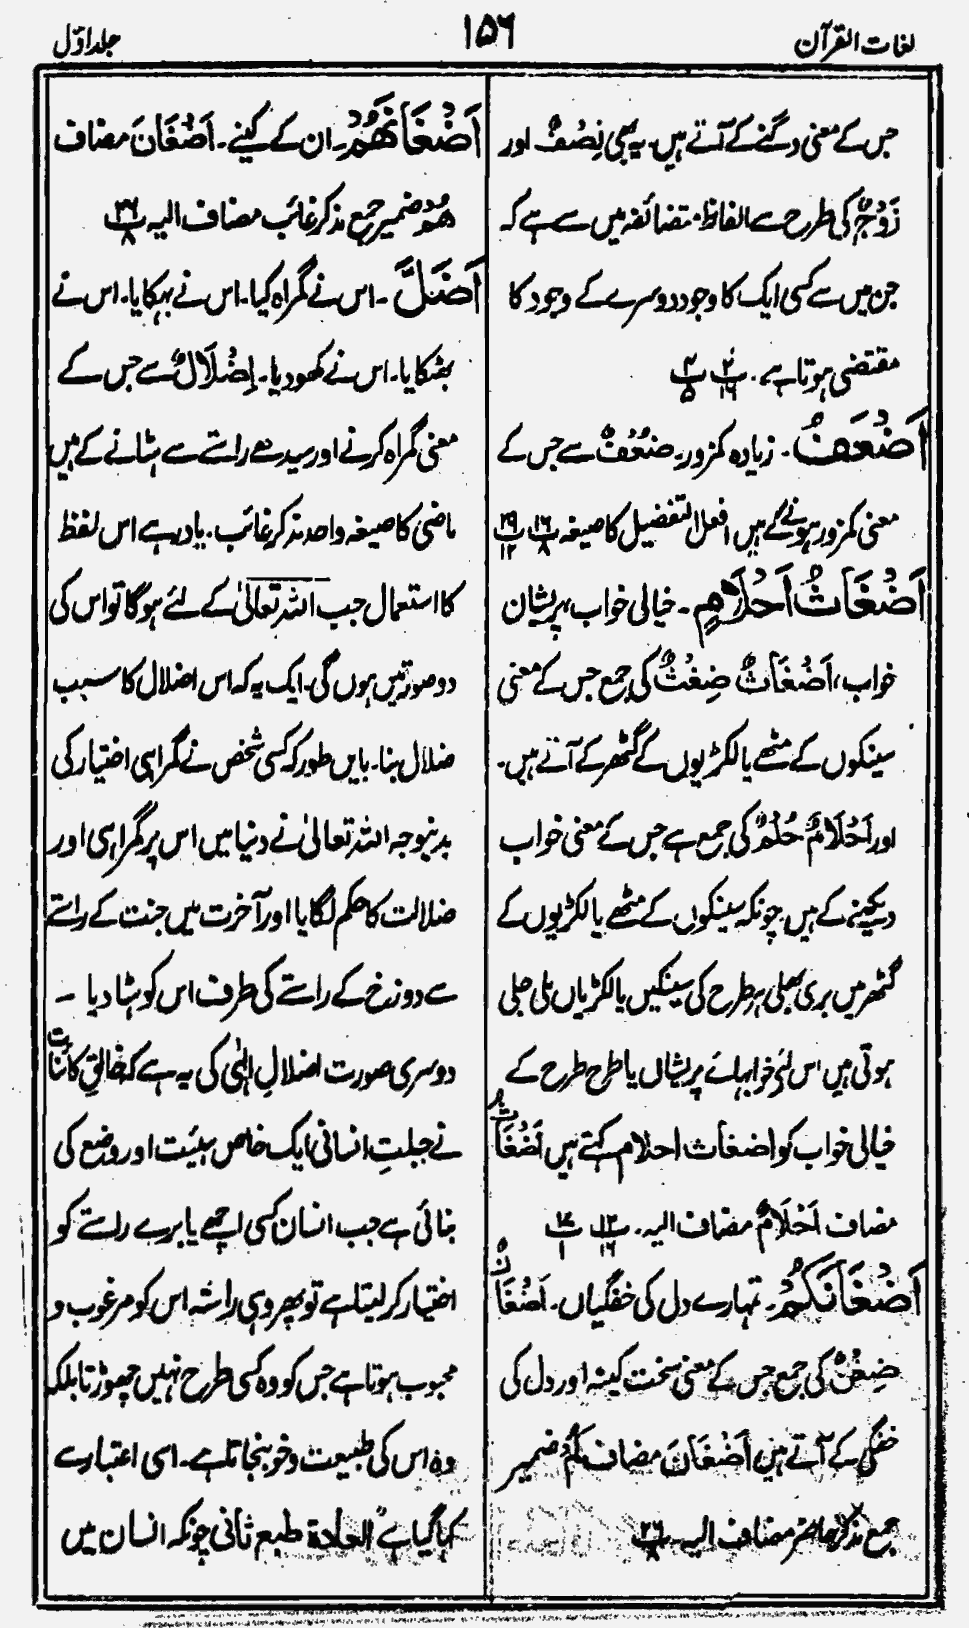 لغات القرآن
۱۵۶
جلد اوّل
جس کے معنی دگنے کے آتے ہیں۔ یہ بھی نِصْفٌ اور
زَوْجٌ کی طرح سے الفاظ متضائفہ میں سے ہے کہ
جن میں سے کسی ایک کا وجود دوسرے کے وجود کا
مقتضی ہوتا ہے۔
اَضْعَفُ۔ زیادہ کمزور۔ ضُعْفٌ سے جس کے
معنی کمزور ہونے کے ہیں افعل التفضیل کا صیغہ
اَضْغَاثُ اَحْلَامٍ۔ خیالی خواب، پریشان
خواب، اَضْغَاثٌ ضِغْثٌ کی جمع جس کے معنی
سینکوں کے مٹھے یا لکڑیوں کے گٹھر کے آتے ہیں۔
اور اَحْلَامٌ حُلْمٌ کی جمع ہے جس کے معنی خواب
دیکھنے کے ہیں چونکہ سینکوں کے مٹھے یا لکڑیوں کے
گٹھر میں بری بھلی ہر طرح کی سینکیں یا لکڑیاں ملی جلی
ہوتی ہیں اس لئے خوابہائے پریشاں یا طرح طرح کے
خیالی خواب کو اضغاث احلام کہتے ہیں اَضْغَاثُ
مضاف اَحْلَامٌ مضاف الیہ۔
اَضْغَانَكُمْ۔ تمہارے دل کی خفگیاں۔ اَضْغَانٌ
ضِغْنٌ کی جمع جس کے معنی سخت کینہ اور دل کی
خفگی کے آتے ہیں اَضْغَانَ مضاف كُمْ ضمیر
جمع مذکر حاضر مضاف الیہ ۲۶/۸
اَضْغَانَهُمْ۔ ان کے کینے۔ اَضْغَانَ مضاف
هُمْ ضمیر جمع مذکر غائب مضاف الیہ ۲۶/۸
اَضَلَّ۔ اس نے گمراہ کیا۔ اس نے بہکایا۔ اس نے
بھٹکایا۔ اس نے کھو دیا۔ اِضْلَالٌ سے جس کے
معنی گمراہ کرنے اور سیدھے راستے سے ہٹانے کے ہیں
ماضی کا صیغہ واحد مذکر غائب۔ یاد رہے اس لفظ
کا استعمال جب اللہ تعالیٰ کے لئے ہوگا تو اس کی
دو صورتیں ہوں گی۔ ایک یہ کہ اس اضلال کا سبب
ضلال بنا۔ بایں طور کہ کسی شخص نے گمراہی اختیار کی
بدنبوجہ اللہ تعالیٰ نے دنیا میں اس پر گمراہی اور
ضلالت کا حکم لگایا اور آخرت میں جنت کے راستے
سے دوزخ کے راستے کی طرف اس کو ہٹا دیا ۔
دوسری صورت اضلالِ الٰہی کی یہ ہے کہ خالقِ کائنات
نے جبلتِ انسانی ایک خاص ہیئت اور وضع کی
بنائی ہے جب انسان کسی اچھے یا برے راستے کو
اختیار کر لیتا ہے تو پھر وہی راستہ اس کو مرغوب و
محبوب ہوتا ہے جس کو وہ کسی طرح نہیں چھوڑتا بلکہ
وہ اس کی طبیعت و خو بنجاتا ہے۔ اسی اعتبار سے
کہا گیا ہے العادة طبع ثانی چونکہ انسان میں